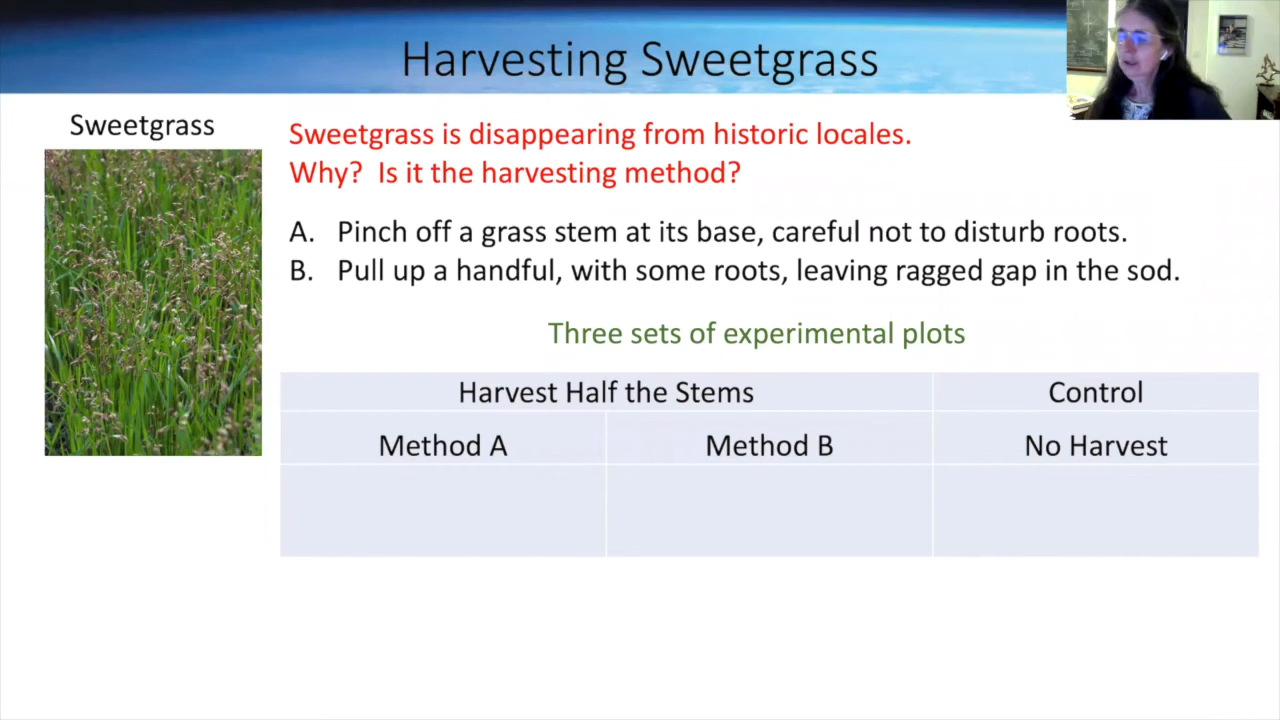 Harvesting Sweetgrass
Sweetgrass
Sweetgrass is disappearing from historic locales.
Why? Is it the harvesting method?
A. Pinch off a grass stem at its base, careful not to disturb roots.
B. Pull up a handful, with some roots, leaving ragged gap in the sod.
Three sets of experimental plots
Harvest Half the Stems
Control
Method A
Method B
No Harvest